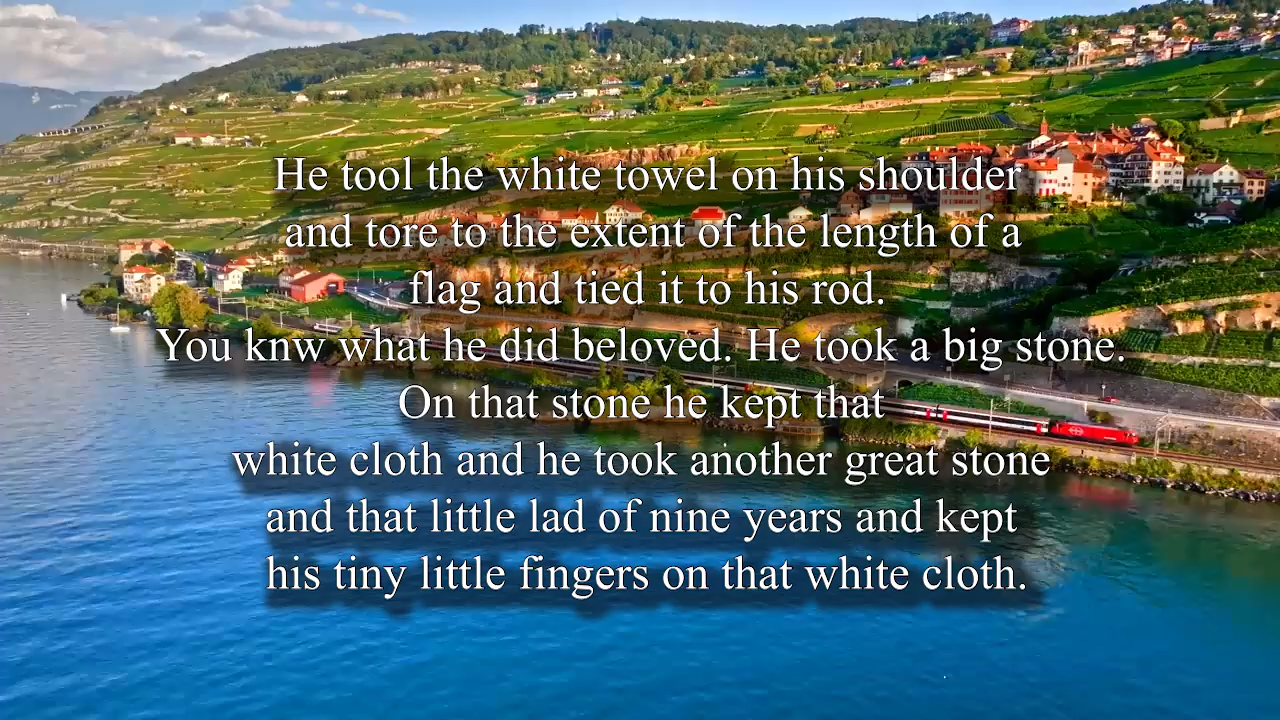 He tool the white towel on his shoulder
and tore to the extent of the length of a
flag and tied it to his rod.
You knw what he did beloved. He took a big stone.
On that stone he kept that
white cloth and he took another great stone
and that little lad of nine years and kept
his tiny little fingers on that white cloth.